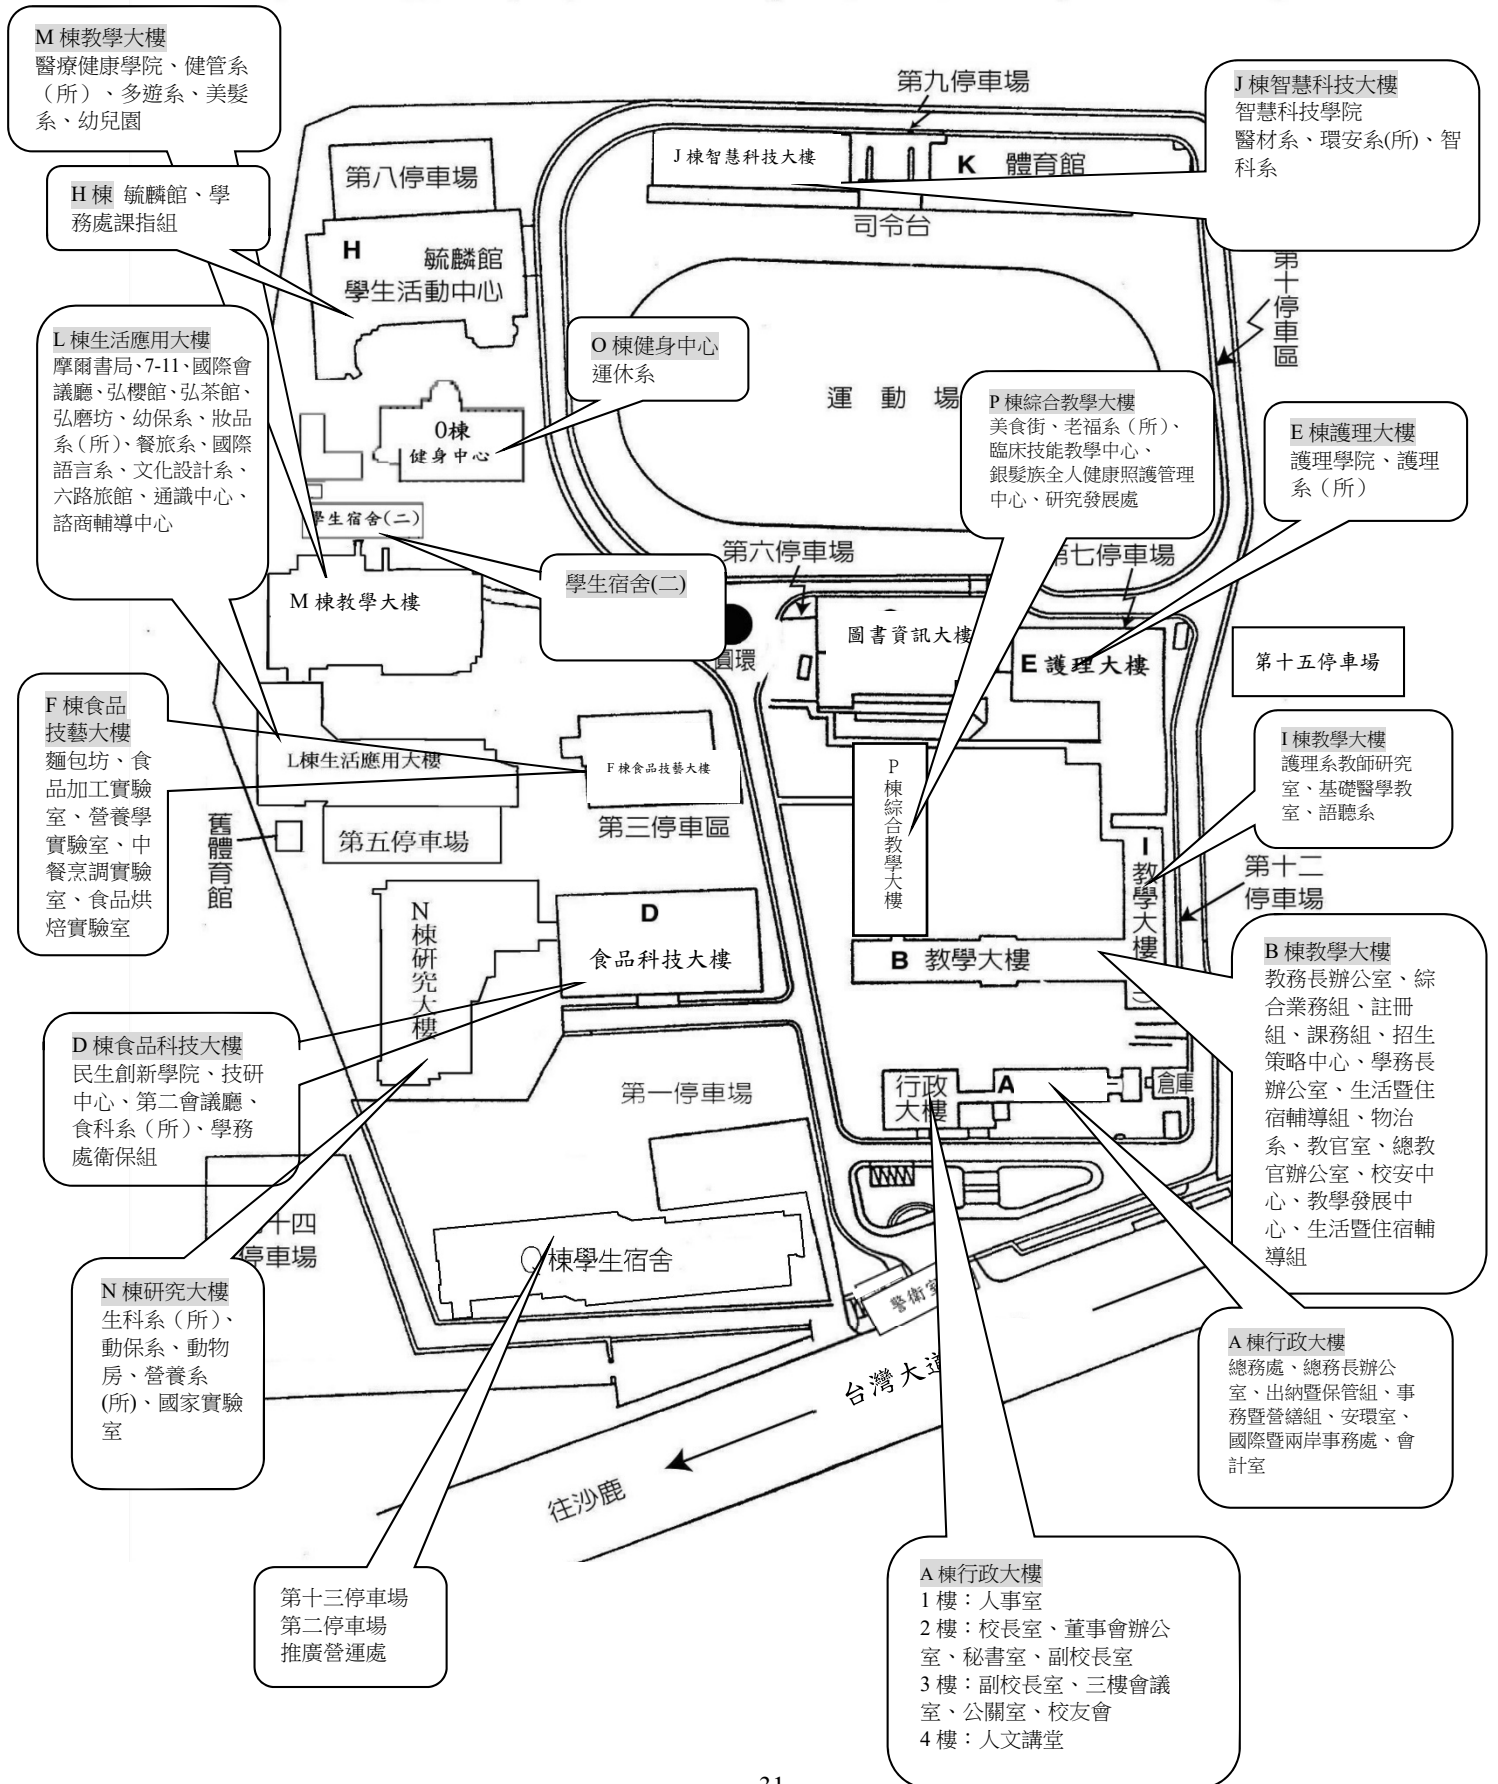 M 棟教學大樓
醫療健康學院、健管系
（所）、多遊系、美髮
系、幼兒園
第九停車場
J 棟智慧科技大樓
智慧科技學院
醫材系、環安系(所)、智
科系
J 棟智慧科技大樓
K 體育館
司令台
第八停車場
H 棟 毓麟館、學
務處課指組
H 毓麟館
學生活動中心
第十停車區
L 棟生活應用大樓
摩爾書局、7-11、國際會
議廳、弘櫻館、弘茶館、
弘磨坊、幼保系、妝品
系（所）、餐旅系、國際
語言系、文化設計系、
六路旅館、通識中心、
諮商輔導中心
O 棟健身中心
運休系
O棟
健身中心
運動場
P 棟綜合教學大樓
美食街、老福系（所）、
臨床技能教學中心、
銀髮族全人健康照護管理
中心、研究發展處
E 棟護理大樓
護理學院、護理
系（所）
學生宿舍(二)
學生宿舍(二)
第六停車場
七停車場
M 棟教學大樓
圓環
圖書資訊大樓
E 護理大樓
第十五停車場
F 棟食品
技藝大樓
麵包坊、食
品加工實驗
室、營養學
實驗室、中
餐烹調實驗
室、食品烘
焙實驗室
L棟生活應用大樓
F 棟食品技藝大樓
P棟綜合教學大樓
I 棟教學大樓
護理系教師研究
室、基礎醫學教
室、語聽系
舊體育館
第五停車場
第三停車區
I 教學大樓
第十二
停車場
N棟研究大樓
D
食品科技大樓
B 教學大樓
B 棟教學大樓
教務長辦公室、綜
合業務組、註冊
組、課務組、招生
策略中心、學務長
辦公室、生活暨住
宿輔導組、物治
系、教官室、總教
官辦公室、校安中
心、教學發展中
心、生活暨住宿輔
導組
D 棟食品科技大樓
民生創新學院、技研
中心、第二會議廳、
食科系（所）、學務
處衛保組
第一停車場
行政
大樓
A
倉庫
十四
停車場
Q棟學生宿舍
警衛室
N 棟研究大樓
生科系（所）、
動保系、動物
房、營養系
(所)、國家實驗
室
台灣大道
往沙鹿
A 棟行政大樓
總務處、總務長辦公
室、出納暨保管組、事
務暨營繕組、安環室、
國際暨兩岸事務處、會
計室
第十三停車場
第二停車場
推廣營運處
A 棟行政大樓
1 樓：人事室
2 樓：校長室、董事會辦公
室、秘書室、副校長室
3 樓：副校長室、三樓會議
室、公關室、校友會
4 樓：人文講堂
31